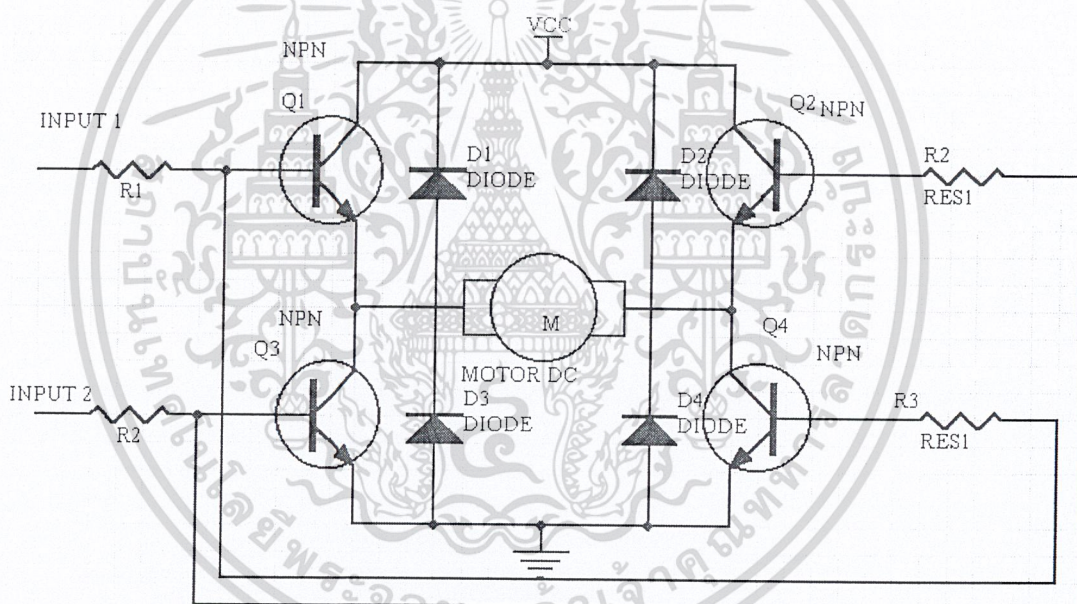 VCC
NPN
Q1
INPUT 1
R1
D1
DIODE
D2
DIODE
Q2
NPN
R2
RES1
NPN
Q3
INPUT 2
R2
M
MOTOR DC
D3
DIODE
D4
DIODE
Q4
NPN
R3
RES1